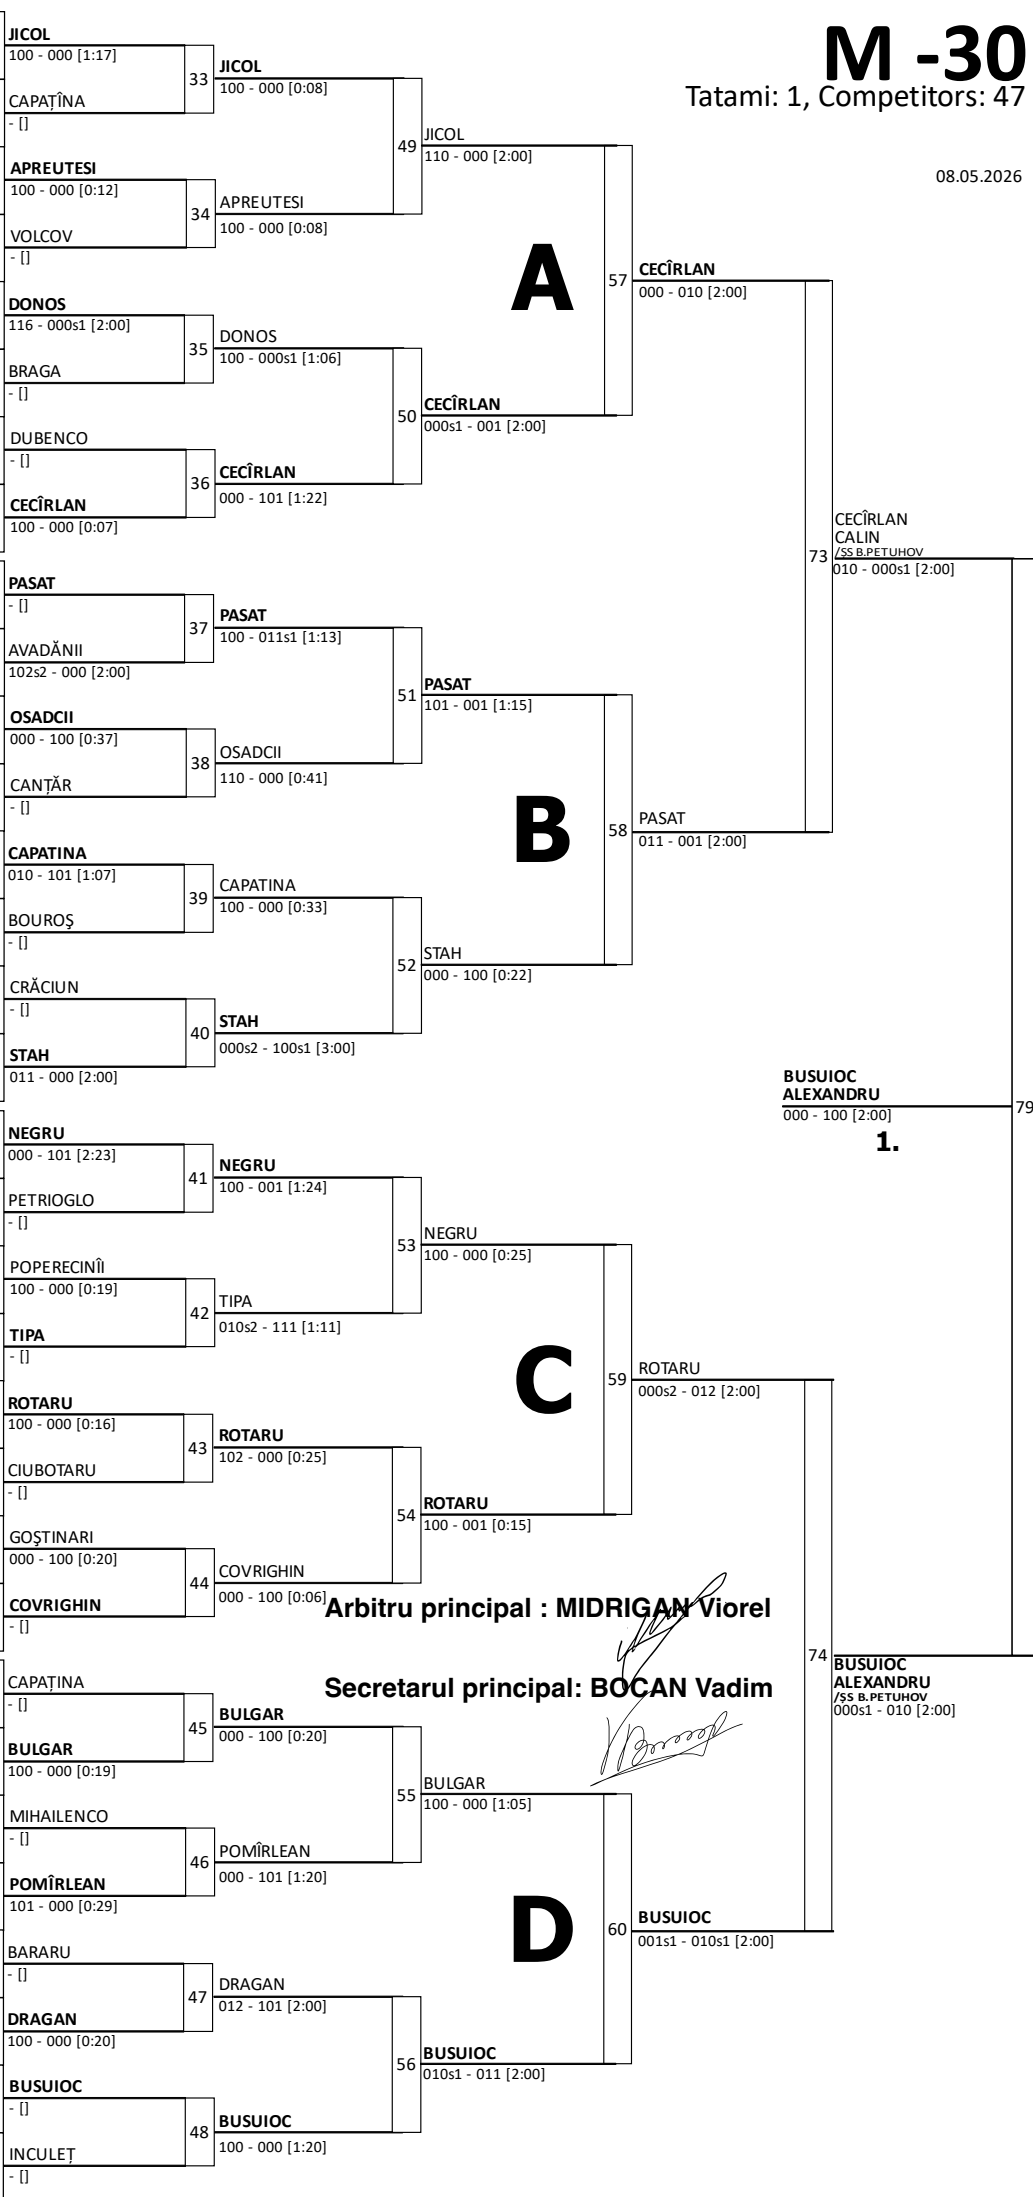 M -30
Tatami: 1, Competitors: 47
08.05.2026
JICOL
100 - 000 [1:17]
CAPAȚÎNA
- []
33
JICOL
100 - 000 [0:08]
APREUTESI
100 - 000 [0:12]
VOLCOV
- []
34
APREUTESI
100 - 000 [0:08]
49
JICOL
110 - 000 [2:00]
DONOS
116 - 000s1 [2:00]
BRAGA
- []
35
DONOS
100 - 000s1 [1:06]
DUBENCO
- []
CECÎRLAN
100 - 000 [0:07]
36
CECÎRLAN
000 - 101 [1:22]
50
CECÎRLAN
000s1 - 001 [2:00]
A
57
CECÎRLAN
000 - 010 [2:00]
PASAT
- []
AVADĂNII
102s2 - 000 [2:00]
37
PASAT
100 - 011s1 [1:13]
OSADCII
000 - 100 [0:37]
CANȚĂR
- []
38
OSADCII
110 - 000 [0:41]
51
PASAT
101 - 001 [1:15]
CAPATINA
010 - 101 [1:07]
BOUROȘ
- []
39
CAPATINA
100 - 000 [0:33]
CRĂCIUN
- []
STAH
011 - 000 [2:00]
40
STAH
000s2 - 100s1 [3:00]
52
STAH
000 - 100 [0:22]
B
58
PASAT
011 - 001 [2:00]
73
CECÎRLAN
CALIN
/ȘS B.PETUHOV
010 - 000s1 [2:00]
BUSUIOC
ALEXANDRU
000 - 100 [2:00]
1.
79
NEGRU
000 - 101 [2:23]
PETRIOGLO
- []
41
NEGRU
100 - 001 [1:24]
POPERECINÎI
100 - 000 [0:19]
TIPA
- []
42
TIPA
010s2 - 111 [1:11]
53
NEGRU
100 - 000 [0:25]
ROTARU
100 - 000 [0:16]
CIUBOTARU
- []
43
ROTARU
102 - 000 [0:25]
GOȘTINARI
000 - 100 [0:20]
COVRIGHIN
- []
44
COVRIGHIN
000 - 100 [0:06]
54
ROTARU
100 - 001 [0:15]
C
59
ROTARU
000s2 - 012 [2:00]
Arbitru principal : MIDRIGAN Viorel
Secretarul principal: BOCAN Vadim
74
BUSUIOC
ALEXANDRU
/ȘS B.PETUHOV
000s1 - 010 [2:00]
CAPAȚINA
- []
BULGAR
100 - 000 [0:19]
45
BULGAR
000 - 100 [0:20]
MIHAILENCO
- []
POMÎRLEAN
101 - 000 [0:29]
46
POMÎRLEAN
000 - 101 [1:20]
55
BULGAR
100 - 000 [1:05]
BARARU
- []
DRAGAN
100 - 000 [0:20]
47
DRAGAN
012 - 101 [2:00]
BUSUIOC
- []
INCULEȚ
- []
48
BUSUIOC
100 - 000 [1:20]
56
BUSUIOC
010s1 - 011 [2:00]
D
60
BUSUIOC
001s1 - 010s1 [2:00]